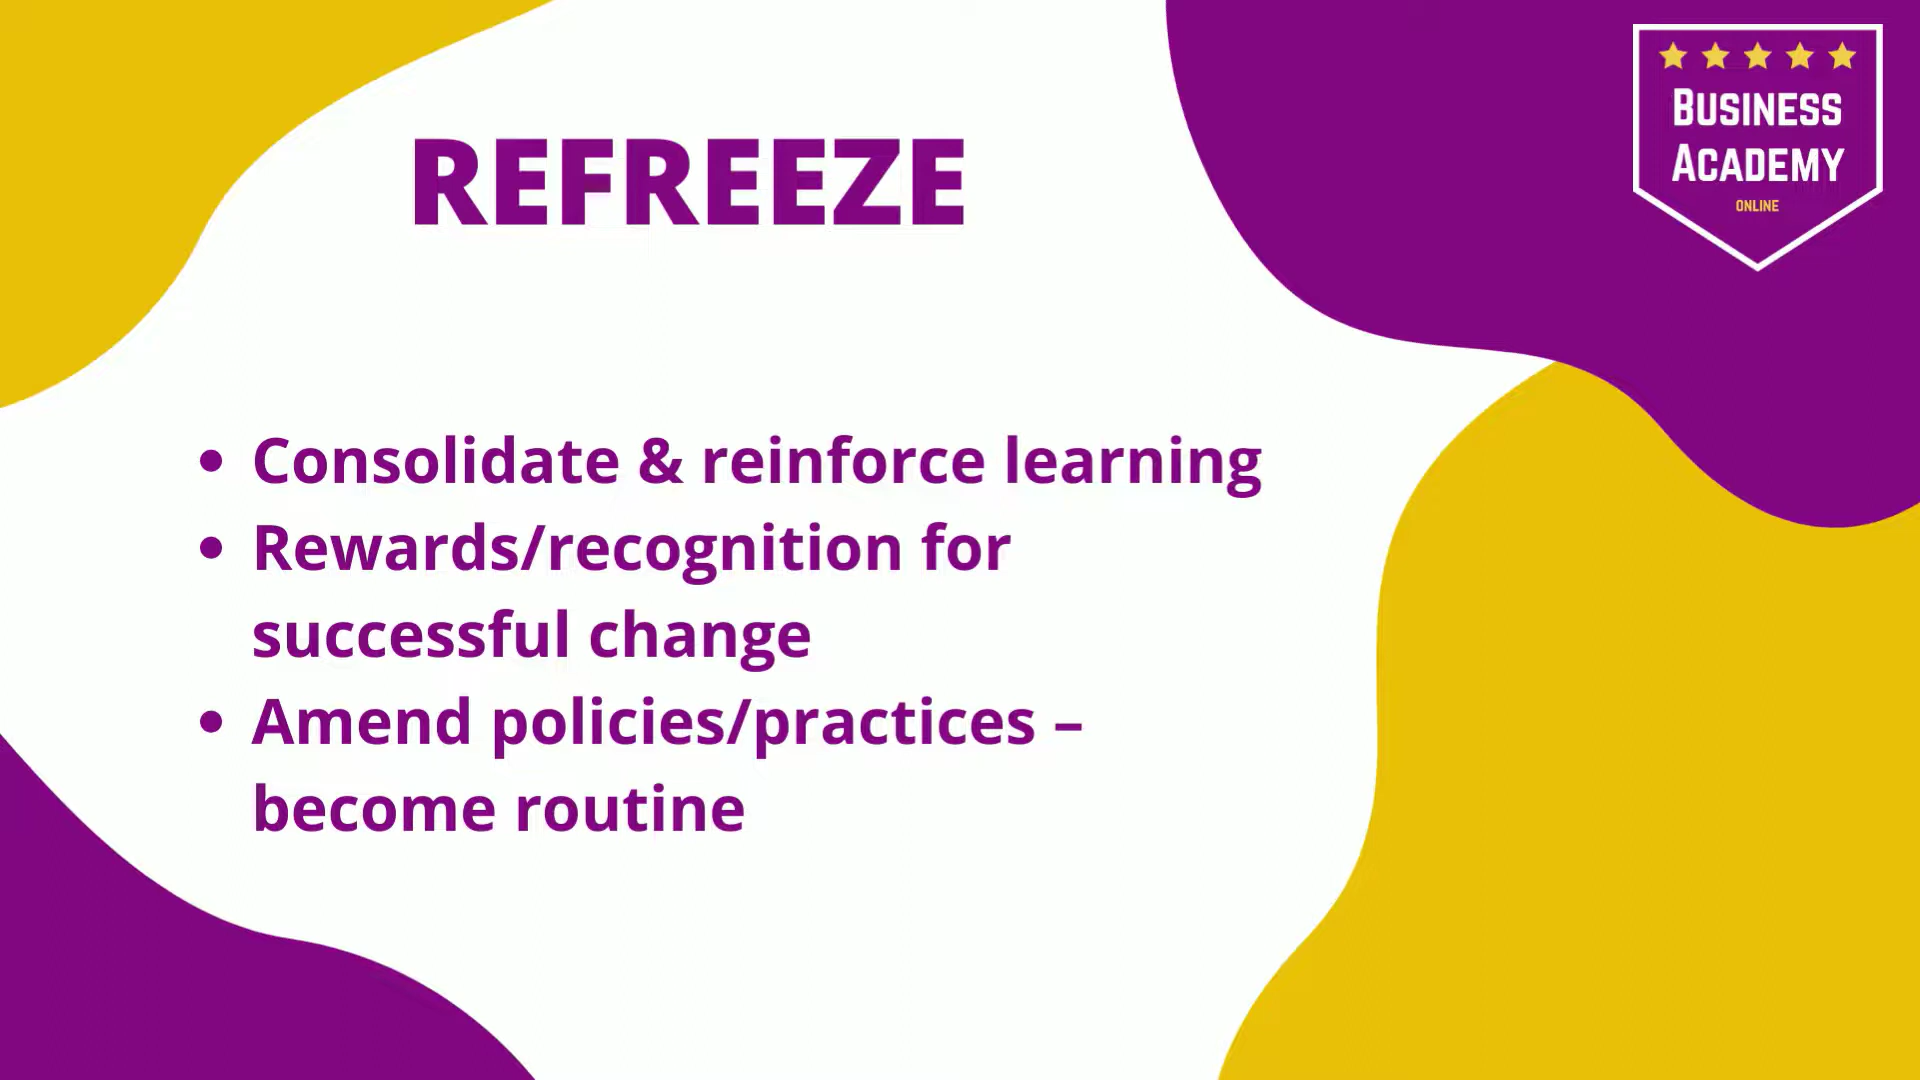 REFREEZE
• Consolidate & reinforce learning
• Rewards/recognition for
successful change
• Amend policies/practices –
become routine
BUSINESS
ACADEMY
ONLINE